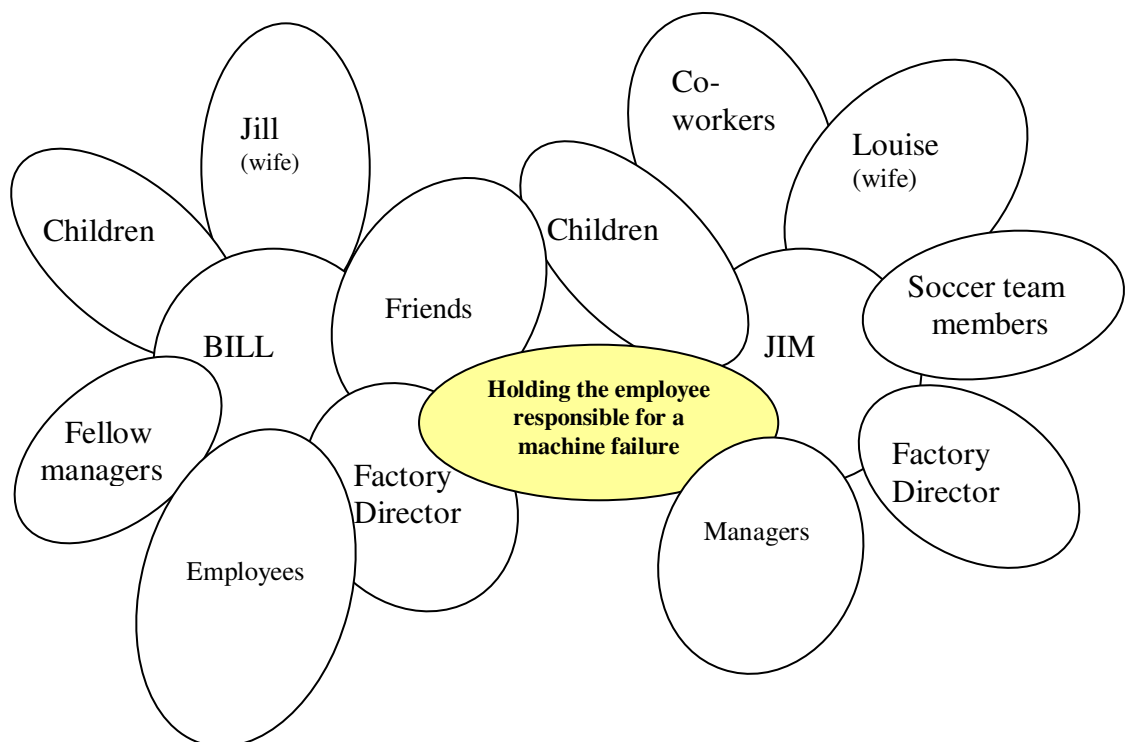 Jill
(wife)
Children
Friends
BILL
Fellow
managers
Factory
Director
Employees
Holding the employee
responsible for a
machine failure
Co-
workers
Louise
(wife)
Children
Soccer team
members
JIM
Factory
Director
Managers